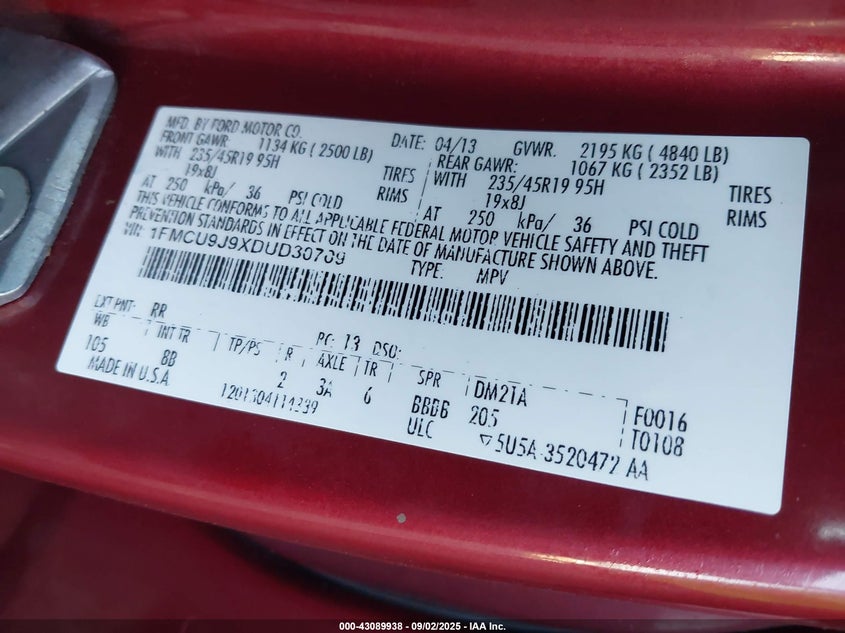 MFD. BY FORD MOTOR CO.
DATE: 04/13 GVWR. 2195 KG ( 4840 LB)
FRONT GAWR: 1134 KG ( 2500 LB)
REAR GAWR: 1067 KG ( 2352 LB)
WITH 235/45R19 95H TIRES
WITH 235/45R19 95H TIRES
19x8J RIMS
19x8J RIMS
AT 250 kPa/ 36 PSI COLD
AT 250 kPa/ 36 PSI COLD
THIS VEHICLE CONFORMS TO ALL APPLICABLE FEDERAL MOTOR VEHICLE SAFETY AND THEFT
PREVENTION STANDARDS IN EFFECT ON THE DATE OF MANUFACTURE SHOWN ABOVE.
VIN: 1FMCU9J9XDUD30709
TYPE: MPV
EXT PNT: RR PC: 13 DSO:
WB INT TR TP/PS R AXLE TR SPR DM21A F0016
105 8B 2 3A 6 BBDB 205 T0108
MADE IN U.S.A. ULC
5U5A-3520472 AA
000-43089938 - 09/02/2025 - IAA Inc.